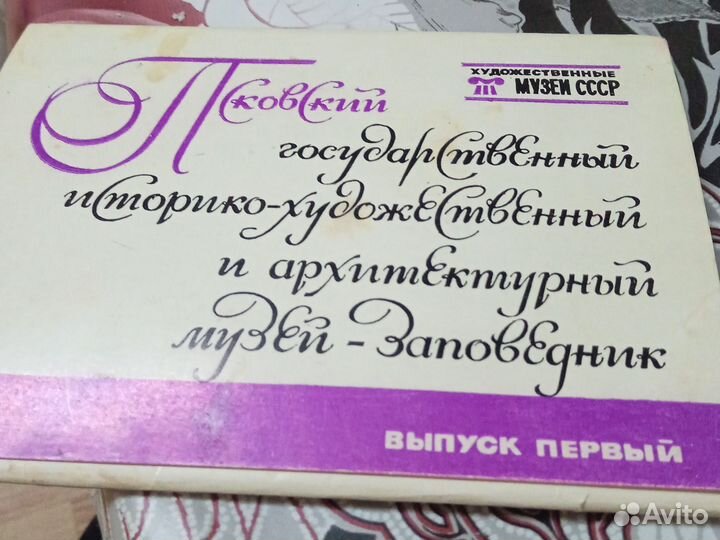 ХУДОЖЕСТВЕННЫЕ
МУЗЕИ СССР
Псковский
государственный
историко-художественный
и архитектурный
музей-заповедник
ВЫПУСК ПЕРВЫЙ
Avito